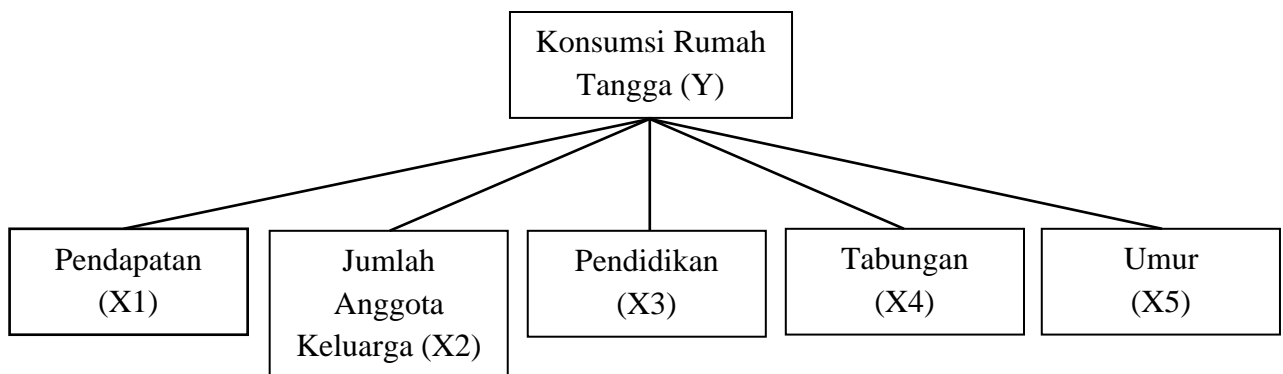 Konsumsi Rumah
Tangga (Y)
Pendapatan
(X1)
Jumlah
Anggota
Keluarga (X2)
Pendidikan
(X3)
Tabungan
(X4)
Umur
(X5)